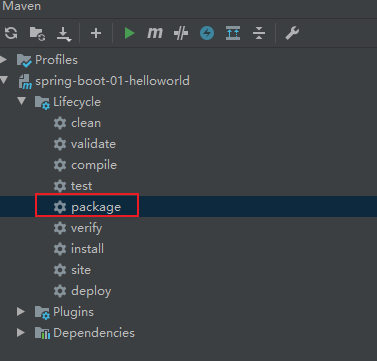 Maven
m
Profiles
spring-boot-01-helloworld
Lifecycle
clean
validate
compile
test
package
verify
install
site
deploy
Plugins
Dependencies